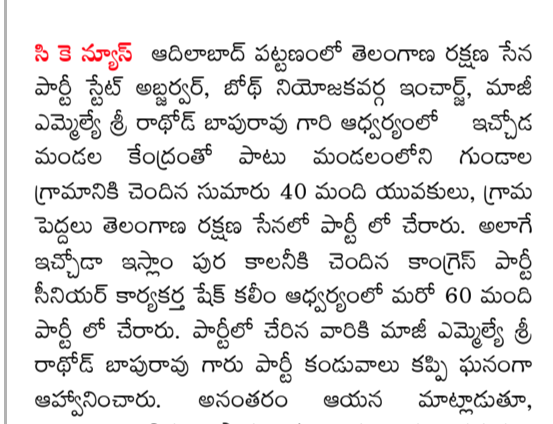 సి కె న్యూస్ ఆదిలాబాద్ పట్టణంలో తెలంగాణ రక్షణ సేన
పార్టీ స్టేట్ అబ్జర్వర్, బోథ్ నియోజకవర్గ ఇంచార్జ్, మాజీ
ఎమ్మెల్యే శ్రీ రాథోడ్ బాపురావు గారి ఆధ్వర్యంలో ఇచ్చోడ
మండల కేంద్రంతో పాటు మండలంలోని గుండాల
గ్రామానికి చెందిన సుమారు 40 మంది యువకులు, గ్రామ
పెద్దలు తెలంగాణ రక్షణ సేనలో పార్టీ లో చేరారు. అలాగే
ఇచ్చోడా ఇస్లాం పుర కాలనీకి చెందిన కాంగ్రెస్ పార్టీ
సీనియర్ కార్యకర్త షేక్ కలీం ఆధ్వర్యంలో మరో 60 మంది
పార్టీ లో చేరారు. పార్టీలో చేరిన వారికి మాజీ ఎమ్మెల్యే శ్రీ
రాథోడ్ బాపురావు గారు పార్టీ కండువాలు కప్పి ఘనంగా
ఆహ్వానించారు. అనంతరం ఆయన మాట్లాడుతూ,